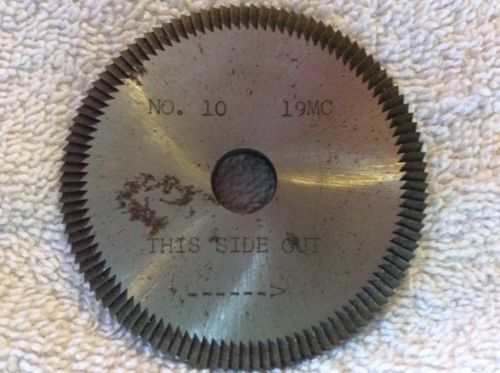 NO. 10 19MC
THIS SIDE OUT
------>